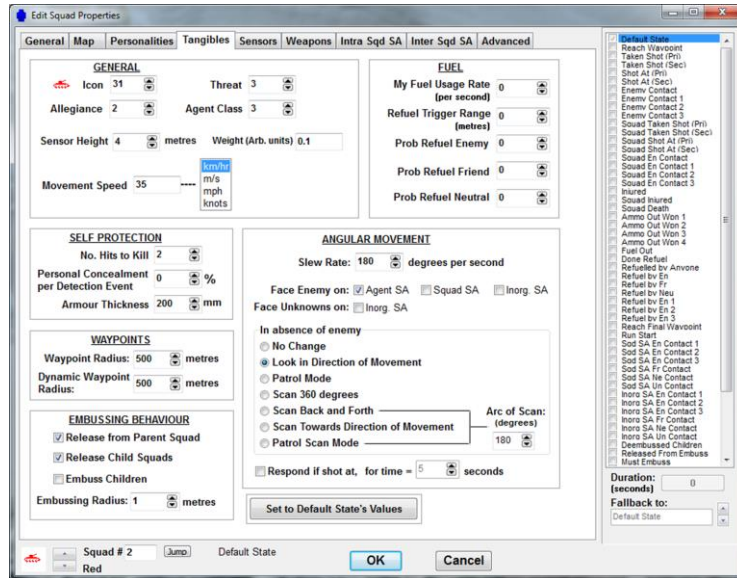 Edit Squad Properties
General Map Personalities Tangibles Sensors Weapons Intra Sqd SA Inter Sqd SA Advanced
GENERAL
Icon 31 Threat 3
Allegiance 2 Agent Class 3
Sensor Height 4 metres Weight (Arb. units) 0.1
Movement Speed 35 ----
km/hr
m/s
mph
knots
FUEL
My Fuel Usage Rate 0
(per second)
Refuel Trigger Range 0
(metres)
Prob Refuel Enemy 0
Prob Refuel Friend 0
Prob Refuel Neutral 0
SELF PROTECTION
No. Hits to Kill 2
Personal Concealment 0 %
per Detection Event
Armour Thickness 200 mm
WAYPOINTS
Waypoint Radius: 500 metres
Dynamic Waypoint 500 metres
Radius:
EMBUSSING BEHAVIOUR
Release from Parent Squad
Release Child Squads
Embuss Children
Embussing Radius: 1 metres
ANGULAR MOVEMENT
Slew Rate: 180 degrees per second
Face Enemy on: Agent SA Squad SA Inorg. SA
Face Unknowns on: Inorg. SA
In absence of enemy
No Change
Look in Direction of Movement
Patrol Mode
Scan 360 degrees
Scan Back and Forth
Scan Towards Direction of Movement
Patrol Scan Mode
Arc of Scan:
(degrees)
180
Respond if shot at, for time = 5 seconds
Set to Default State's Values
Default State
Reach Waypoint
Taken Shot (Pri)
Taken Shot (Sec)
Shot At (Pri)
Shot At (Sec)
Enemy Contact
Enemy Contact 1
Enemy Contact 2
Enemy Contact 3
Squad Taken Shot (Pri)
Squad Taken Shot (Sec)
Squad Shot At (Pri)
Squad Shot At (Sec)
Squad En Contact
Squad En Contact 1
Squad En Contact 2
Squad En Contact 3
Injured
Squad Injured
Squad Death
Ammo Out Wpn 1
Ammo Out Wpn 2
Ammo Out Wpn 3
Ammo Out Wpn 4
Fuel Out
Done Refuel
Refuelled by Anyone
Refuel by En
Refuel by Fr
Refuel by Neu
Refuel by En 1
Refuel by En 2
Refuel by En 3
Reach Final Waypoint
Run Start
Sqd SA En Contact 1
Sqd SA En Contact 2
Sqd SA En Contact 3
Sqd SA Fr Contact
Sqd SA Ne Contact
Sqd SA Un Contact
Inorg SA En Contact 1
Inorg SA En Contact 2
Inorg SA En Contact 3
Inorg SA Fr Contact
Inorg SA Ne Contact
Inorg SA Un Contact
Deembussed Children
Released From Embuss
Must Embuss
Duration: 0
(seconds)
Fallback to:
Default State
Squad # 2 Jump Default State
Red
OK Cancel